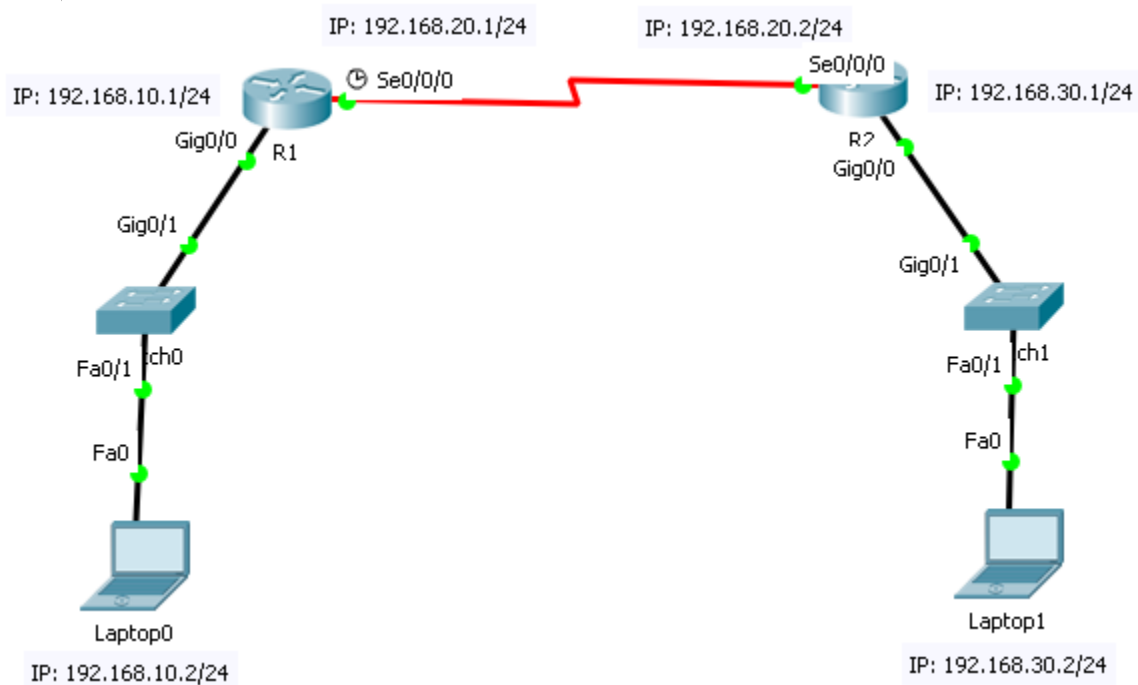 IP: 192.168.20.1/24
IP: 192.168.20.2/24
IP: 192.168.10.1/24
Se0/0/0
Se0/0/0
IP: 192.168.30.1/24
Gig0/0
R1
R2
Gig0/0
Gig0/1
Gig0/1
Fa0/1
ch0
Fa0/1
ch1
Fa0
Fa0
Laptop0
Laptop1
IP: 192.168.10.2/24
IP: 192.168.30.2/24